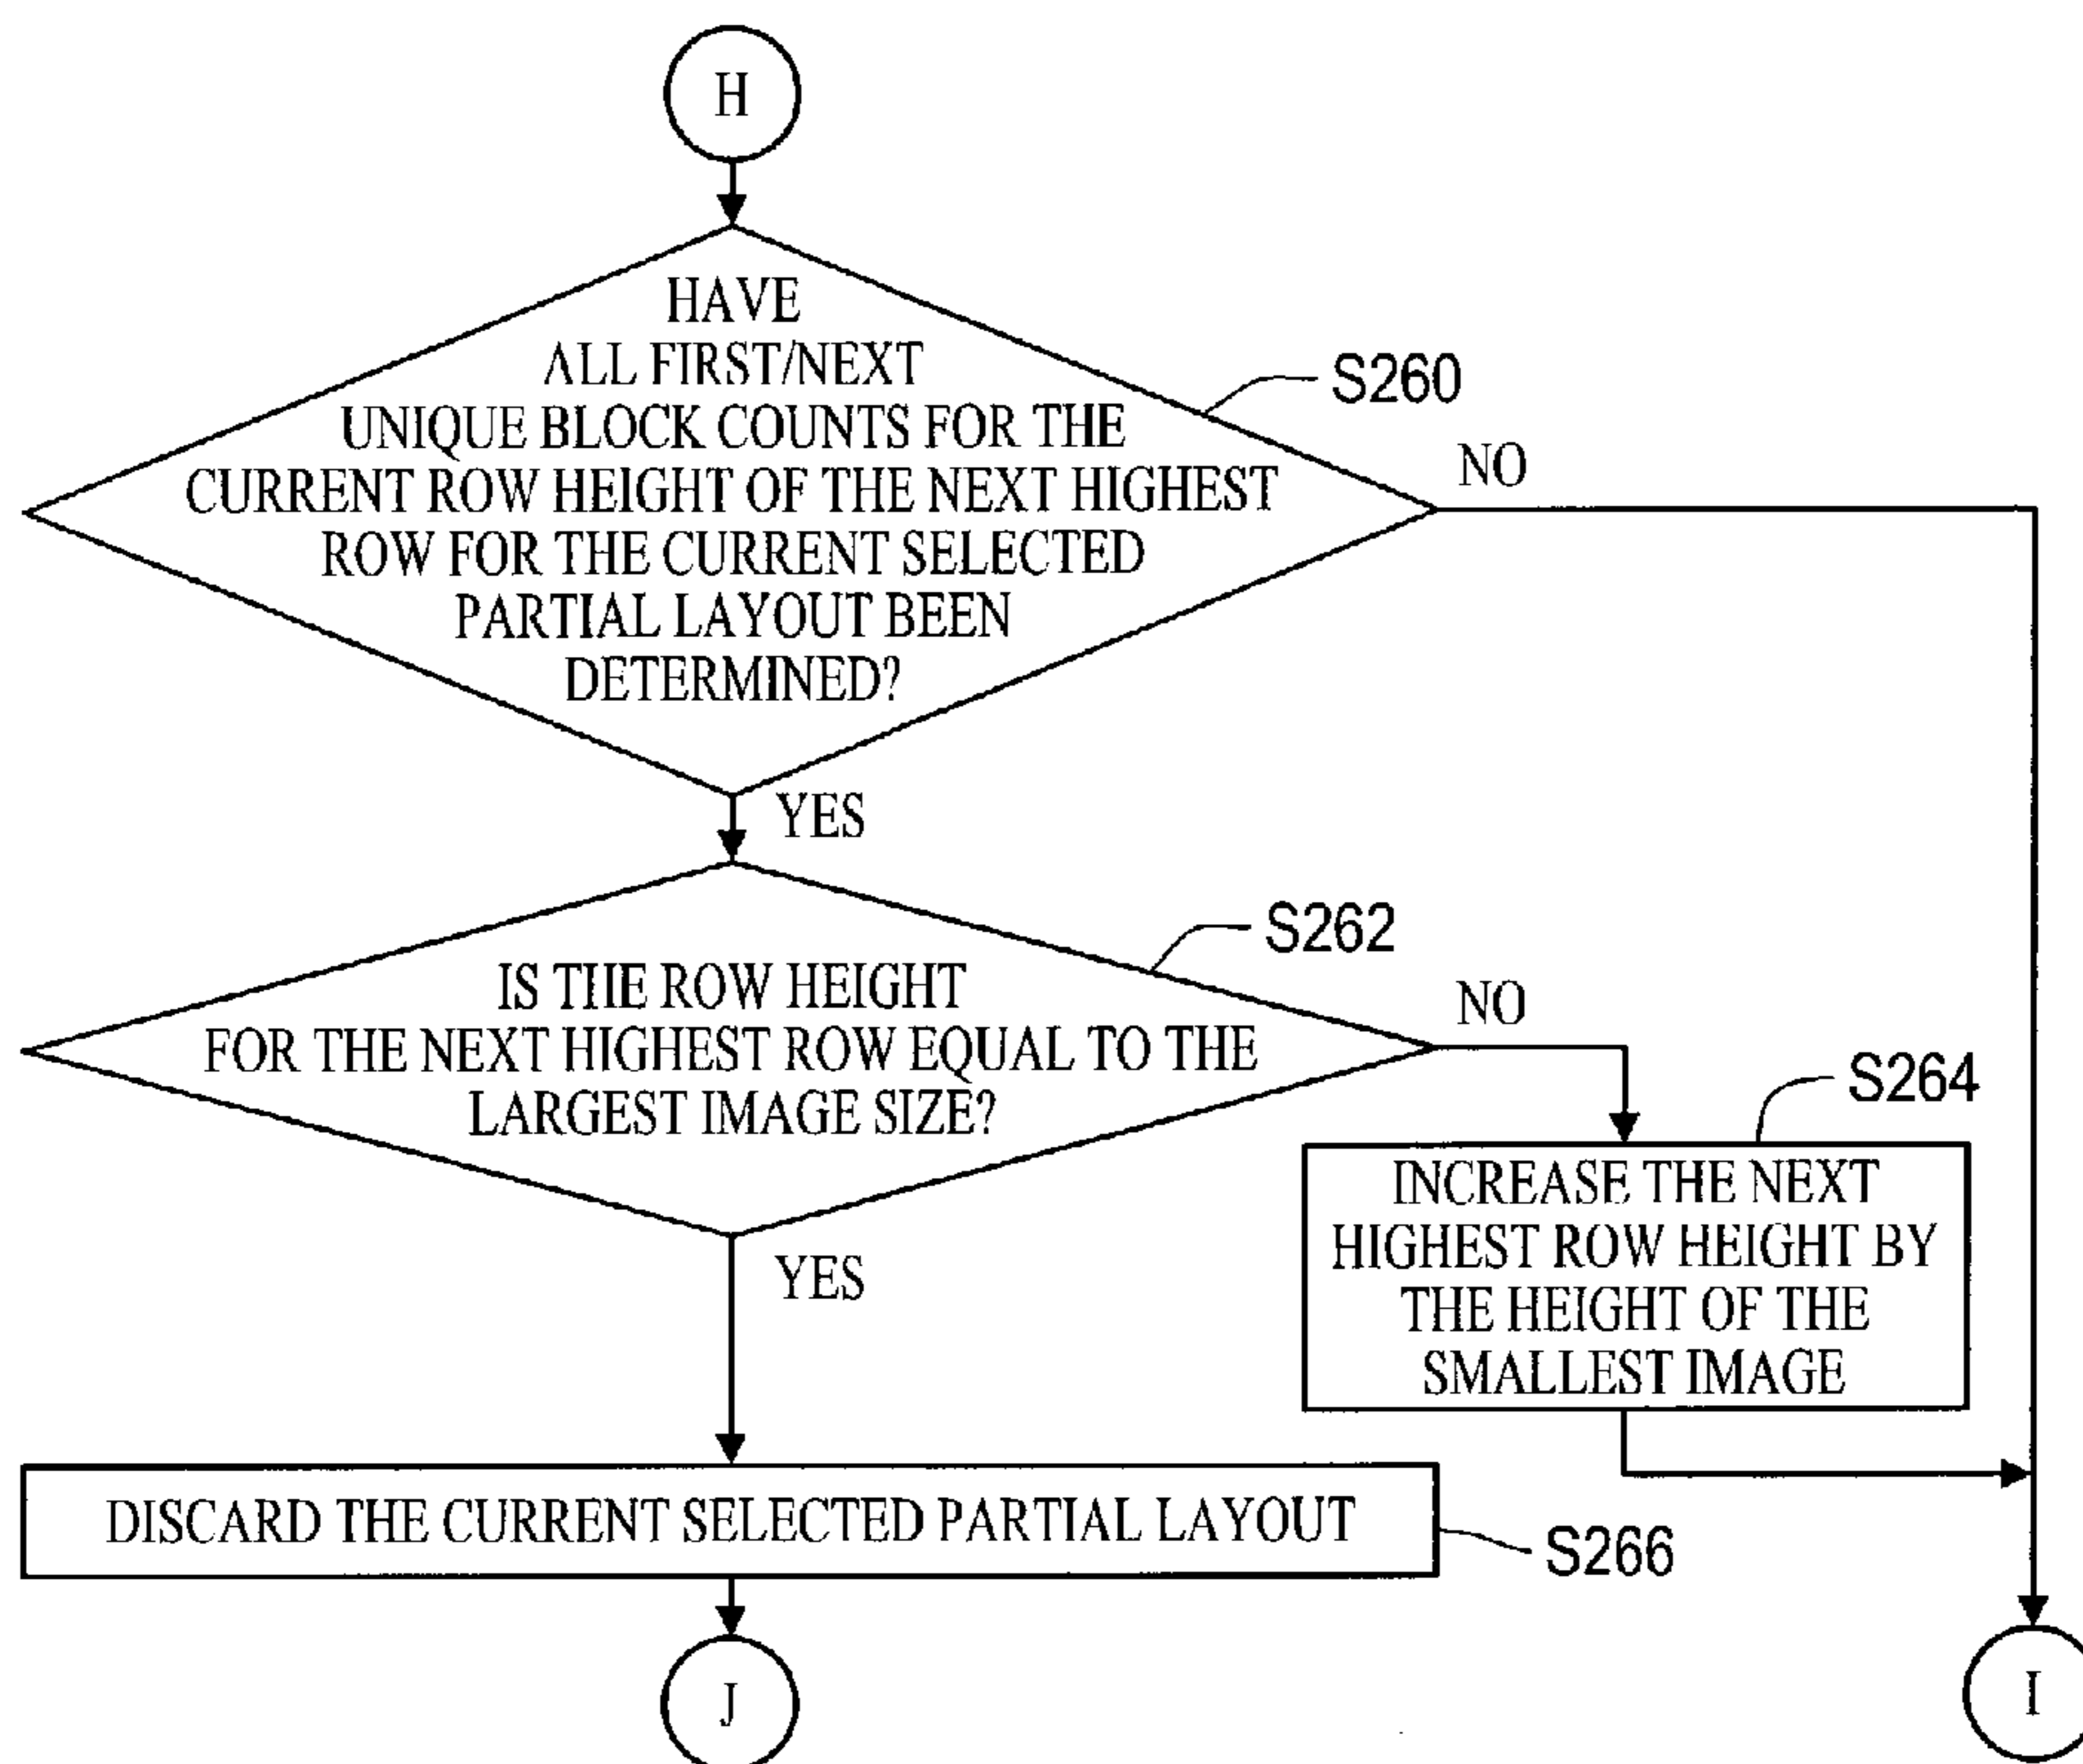 H
HAVE
ALL FIRST/NEXT
UNIQUE BLOCK COUNTS FOR THE
CURRENT ROW HEIGHT OF THE NEXT HIGHEST
ROW FOR THE CURRENT SELECTED
PARTIAL LAYOUT BEEN
DETERMINED?
S260
NO
YES
IS THE ROW HEIGHT
FOR THE NEXT HIGHEST ROW EQUAL TO THE
LARGEST IMAGE SIZE?
S262
NO
S264
INCREASE THE NEXT
HIGHEST ROW HEIGHT BY
THE HEIGHT OF THE
SMALLEST IMAGE
YES
DISCARD THE CURRENT SELECTED PARTIAL LAYOUT
S266
J
I